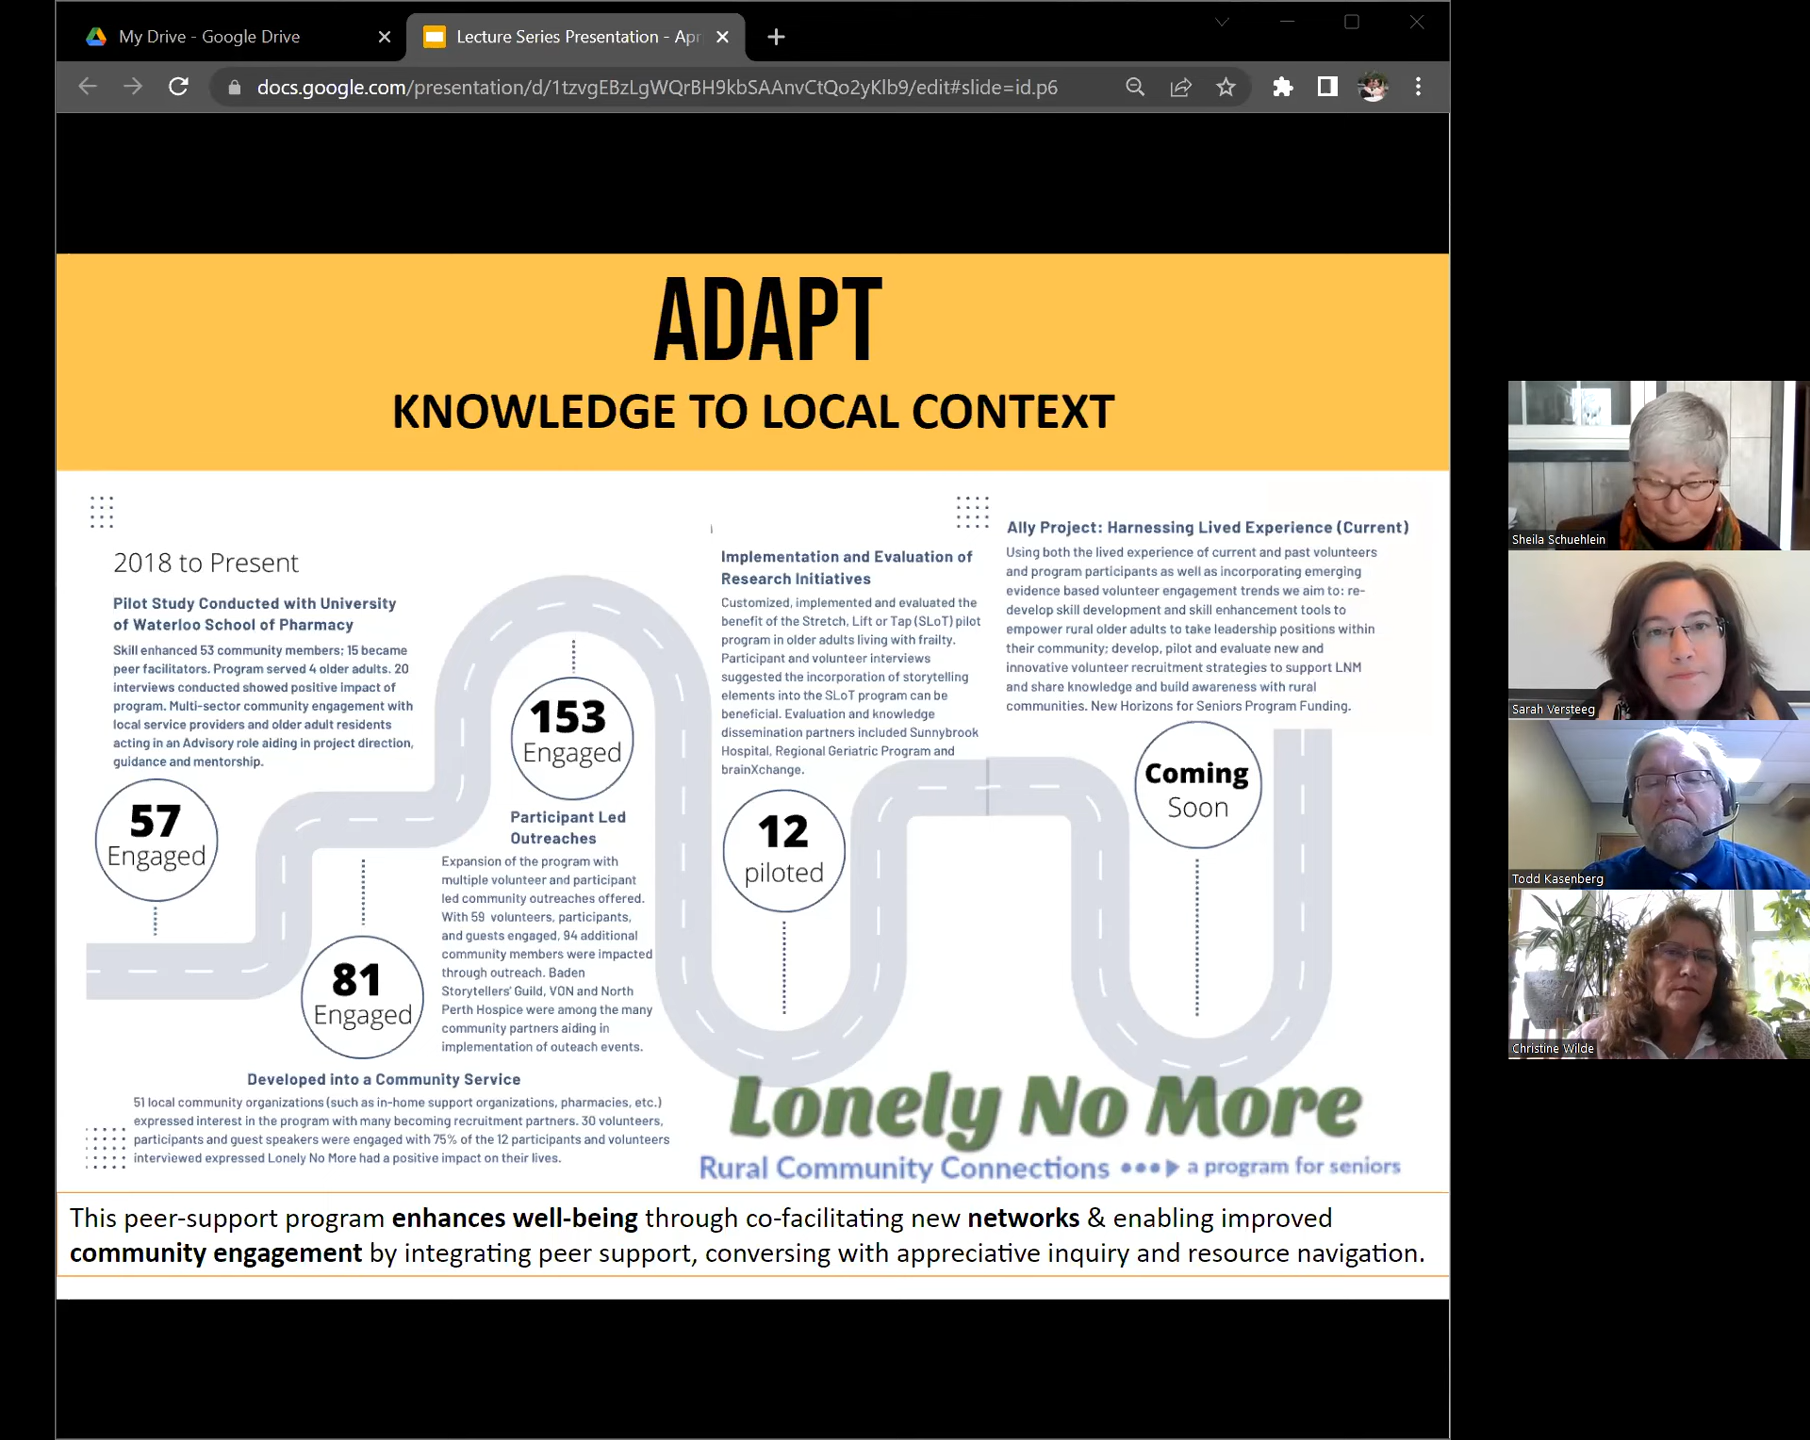 My Drive - Google Drive
Lecture Series Presentation - Apr
docs.google.com/presentation/d/1tzvgEBzLgWQrBH9kbSAAnvCtQo2yKlb9/edit#slide=id.p6
ADAPT
KNOWLEDGE TO LOCAL CONTEXT
2018 to Present
Pilot Study Conducted with University
of Waterloo School of Pharmacy
Skill enhanced 53 community members; 15 became
peer facilitators. Program served 4 older adults. 20
interviews conducted showed positive impact of
program. Multi-sector community engagement with
local service providers and older adult residents
acting in an Advisory role aiding in project direction,
guidance and mentorship.
57
Engaged
81
Engaged
Developed into a Community Service
51 local community organizations (such as in-home support organizations, pharmacies, etc.)
expressed interest in the program with many becoming recruitment partners. 30 volunteers,
participants and guest speakers were engaged with 75% of the 12 participants and volunteers
interviewed expressed Lonely No More had a positive impact on their lives.
153
Engaged
Participant Led
Outreaches
Expansion of the program with
multiple volunteer and participant
led community outreaches offered.
With 59 volunteers, participants,
and guests engaged, 94 additional
community members were impacted
through outreach. Baden
Storytellers' Guild, VON and North
Perth Hospice were among the many
community partners aiding in
implementation of outeach events.
Implementation and Evaluation of
Research Initiatives
Customized, implemented and evaluated the
benefit of the Stretch, Lift or Tap (SLoT) pilot
program in older adults living with frailty.
Participant and volunteer interviews
suggested the incorporation of storytelling
elements into the SLoT program can be
beneficial. Evaluation and knowledge
dissemination partners included Sunnybrook
Hospital, Regional Geriatric Program and
brainXchange.
12
piloted
Ally Project: Harnessing Lived Experience (Current)
Using both the lived experience of current and past volunteers
and program participants as well as incorporating emerging
evidence based volunteer engagement trends we aim to: re-
develop skill development and skill enhancement tools to
empower rural older adults to take leadership positions within
their community; develop, pilot and evaluate new and
innovative volunteer recruitment strategies to support LNM
and share knowledge and build awareness with rural
communities. New Horizons for Seniors Program Funding.
Coming
Soon
Lonely No More
Rural Community Connections a program for seniors
This peer-support program enhances well-being through co-facilitating new networks & enabling improved
community engagement by integrating peer support, conversing with appreciative inquiry and resource navigation.
Sheila Schuehlein
Sarah Versteeg
Todd Kasenberg
Christine Wilde